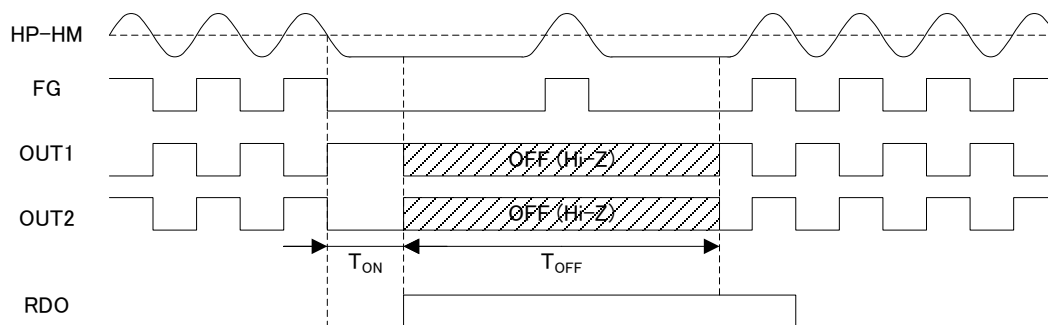 HP-HM
FG
OUT1
OFF (Hi-Z)
OUT2
OFF (Hi-Z)
TON
TOFF
RDO